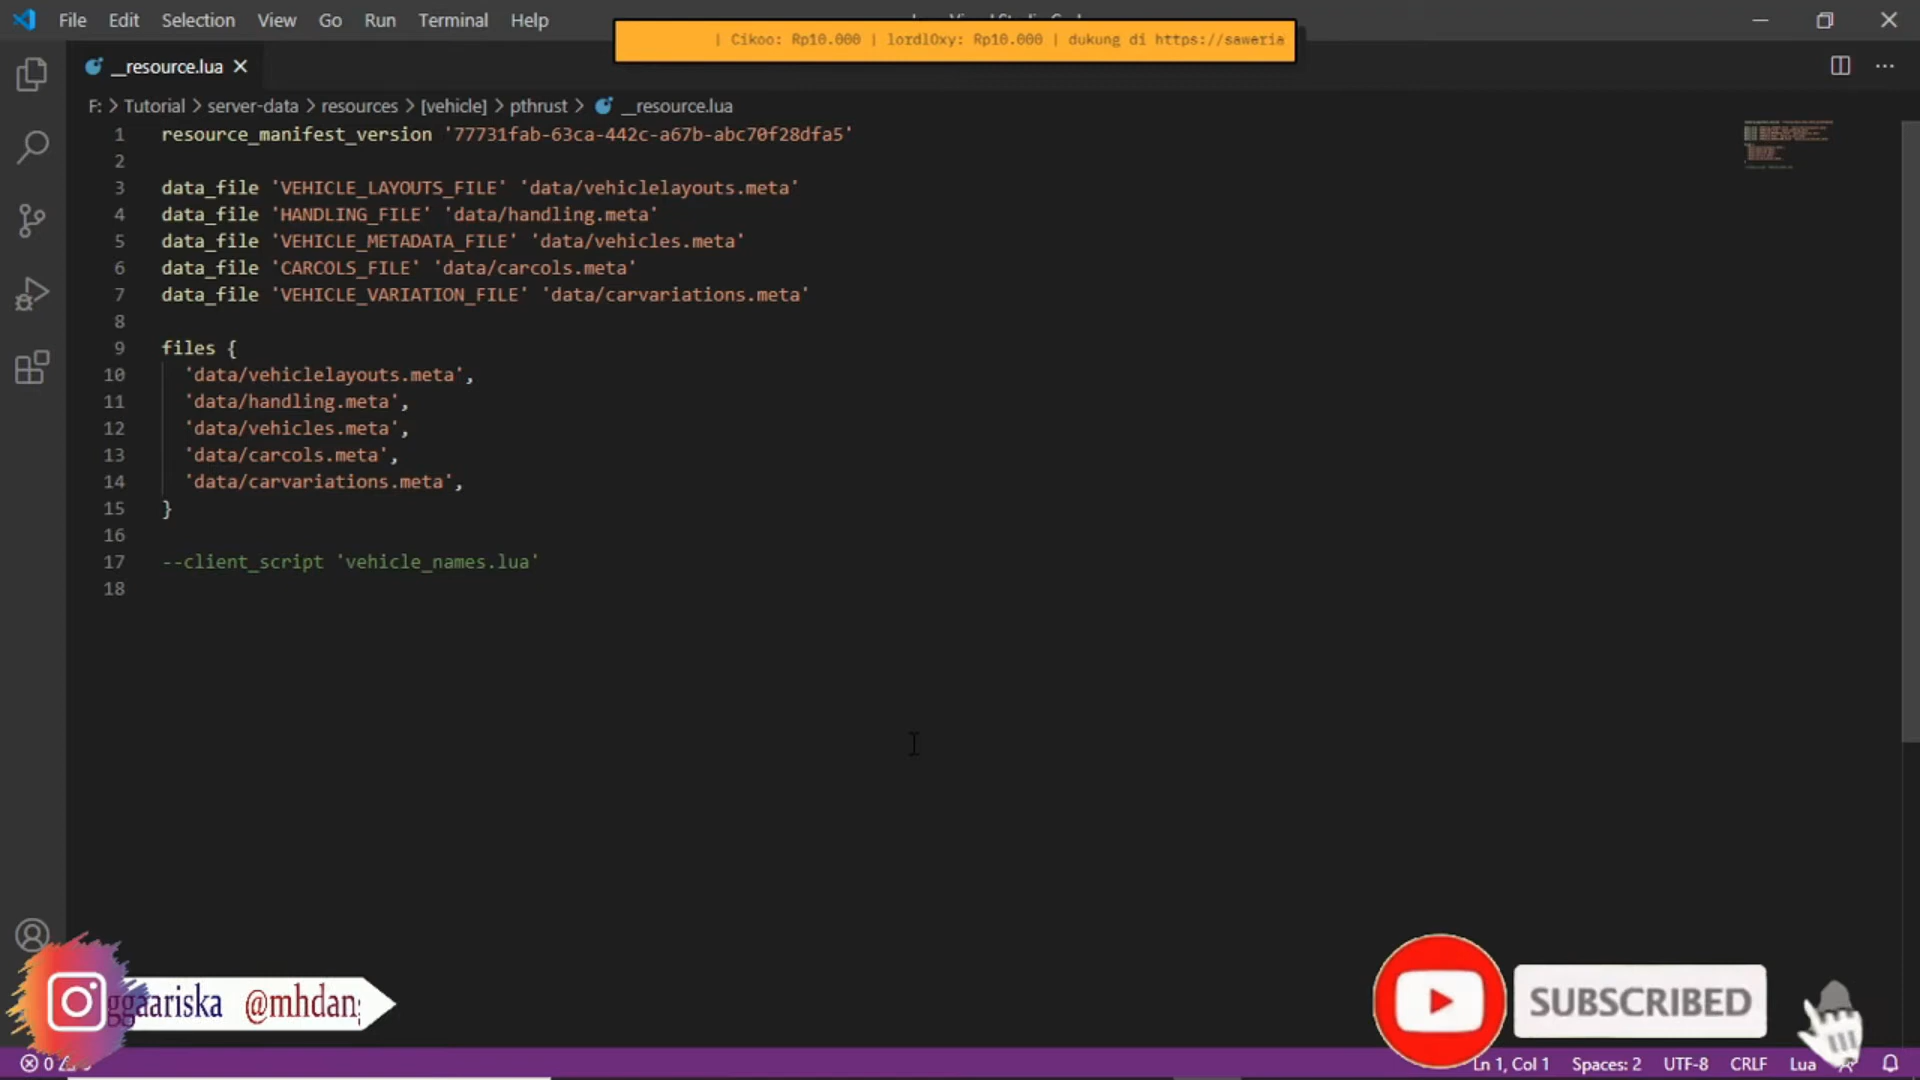 File Edit Selection View Go Run Terminal Help
| Cikoo: Rp10.000 | lordl0xy: Rp10.000 | dukung di https://saweria
__resource.lua
F: > Tutorial > server-data > resources > [vehicle] > pthrust > __resource.lua
1 resource_manifest_version '77731fab-63ca-442c-a67b-abc70f28dfa5'
2
3 data_file 'VEHICLE_LAYOUTS_FILE' 'data/vehiclelayouts.meta'
4 data_file 'HANDLING_FILE' 'data/handling.meta'
5 data_file 'VEHICLE_METADATA_FILE' 'data/vehicles.meta'
6 data_file 'CARCOLS_FILE' 'data/carcols.meta'
7 data_file 'VEHICLE_VARIATION_FILE' 'data/carvariations.meta'
8
9 files {
10 'data/vehiclelayouts.meta',
11 'data/handling.meta',
12 'data/vehicles.meta',
13 'data/carcols.meta',
14 'data/carvariations.meta',
15 }
16
17 --client_script 'vehicle_names.lua'
18
ggaariska @mhdang
SUBSCRIBED
0
Ln 1, Col 1 Spaces: 2 UTF-8 CRLF Lua